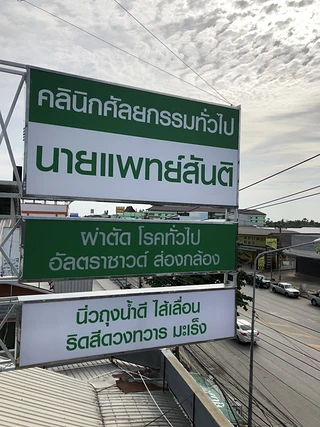 คลินิกศัลยกรรมทั่วไป
นายแพทย์สันติ
ผ่าตัด โรคทั่วไป
อัลตราซาวด์ ส่องกล้อง
นิ่วถุงน้ำดี ไส้เลื่อน
ริดสีดวงทวาร มะเร็ง